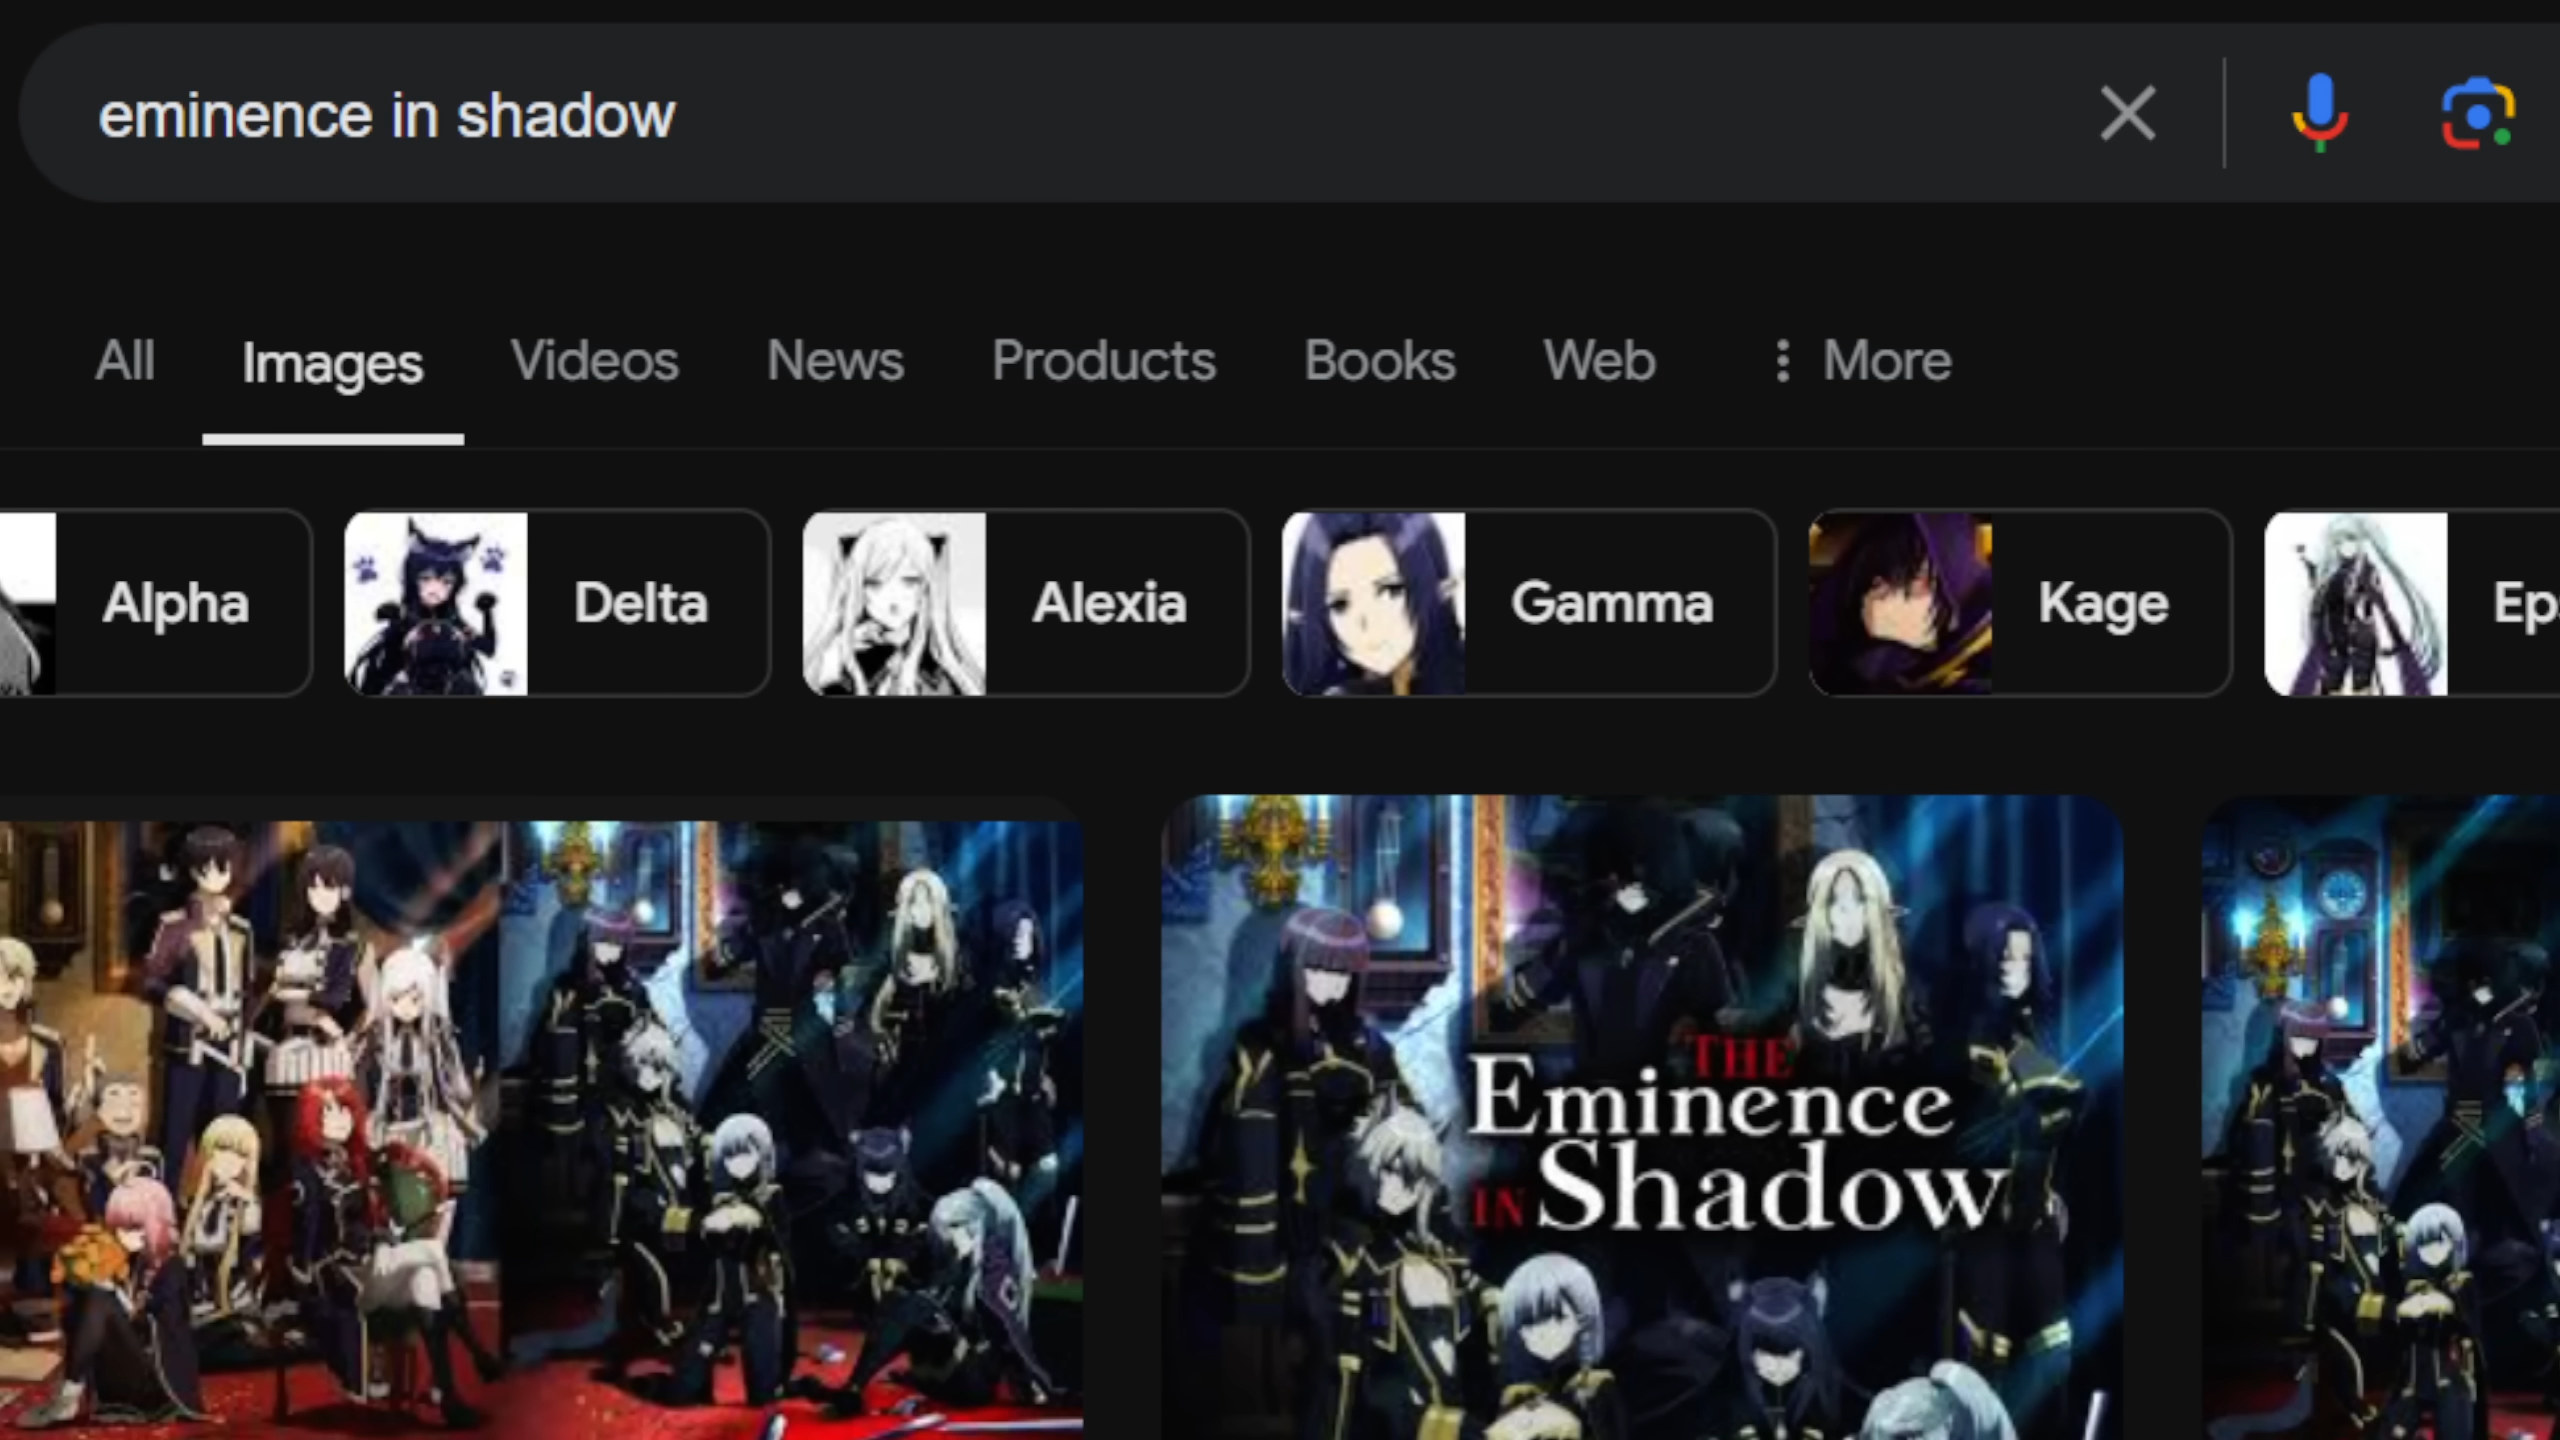 eminence in shadow
All Images Videos News Products Books Web More
Alpha Delta Alexia Gamma Kage Ep
THE
Eminence
IN Shadow